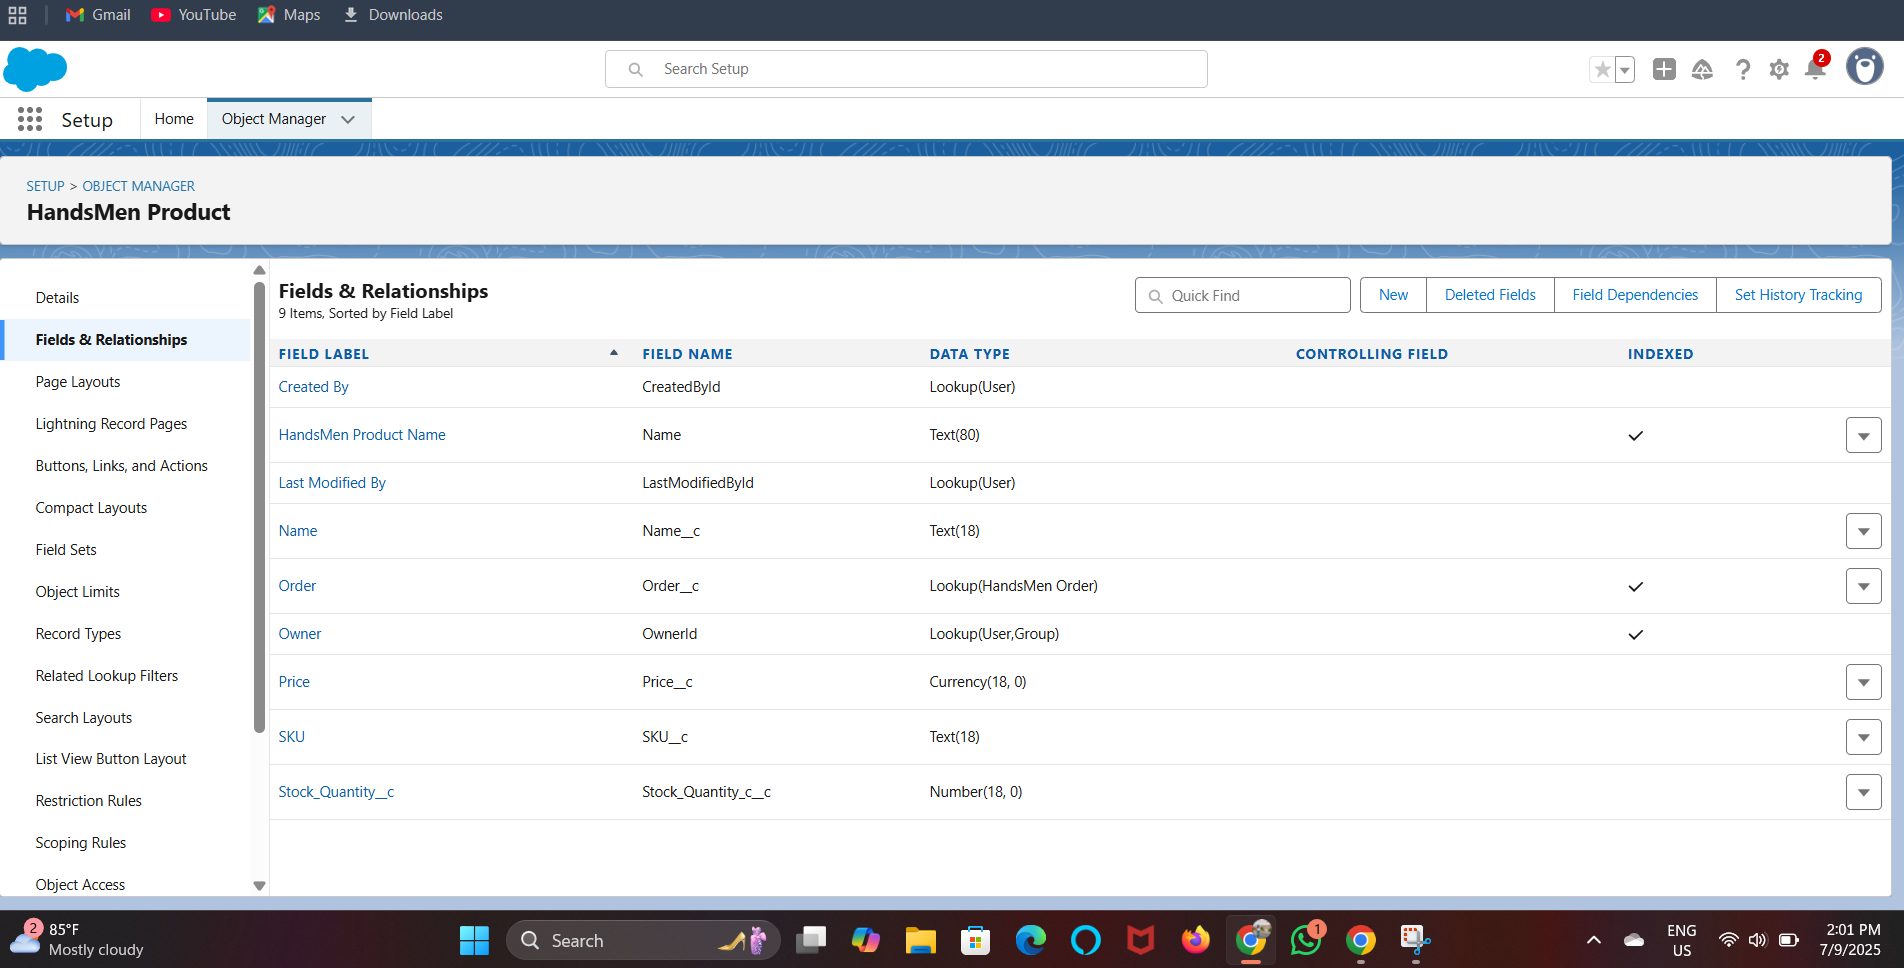 Gmail YouTube Maps Downloads
Search Setup
2
Setup Home Object Manager
SETUP > OBJECT MANAGER
HandsMen Product
Details
Fields & Relationships
Page Layouts
Lightning Record Pages
Buttons, Links, and Actions
Compact Layouts
Field Sets
Object Limits
Record Types
Related Lookup Filters
Search Layouts
List View Button Layout
Restriction Rules
Scoping Rules
Object Access
Fields & Relationships
9 Items, Sorted by Field Label
Quick Find New Deleted Fields Field Dependencies Set History Tracking
FIELD LABEL FIELD NAME DATA TYPE CONTROLLING FIELD INDEXED
Created By CreatedById Lookup(User)
HandsMen Product Name Name Text(80)
Last Modified By LastModifiedById Lookup(User)
Name Name__c Text(18)
Order Order__c Lookup(HandsMen Order)
Owner OwnerId Lookup(User,Group)
Price Price__c Currency(18, 0)
SKU SKU__c Text(18)
Stock_Quantity__c Stock_Quantity_c__c Number(18, 0)
2 85°F
Mostly cloudy
Search
1
ENG
US
2:01 PM
7/9/2025